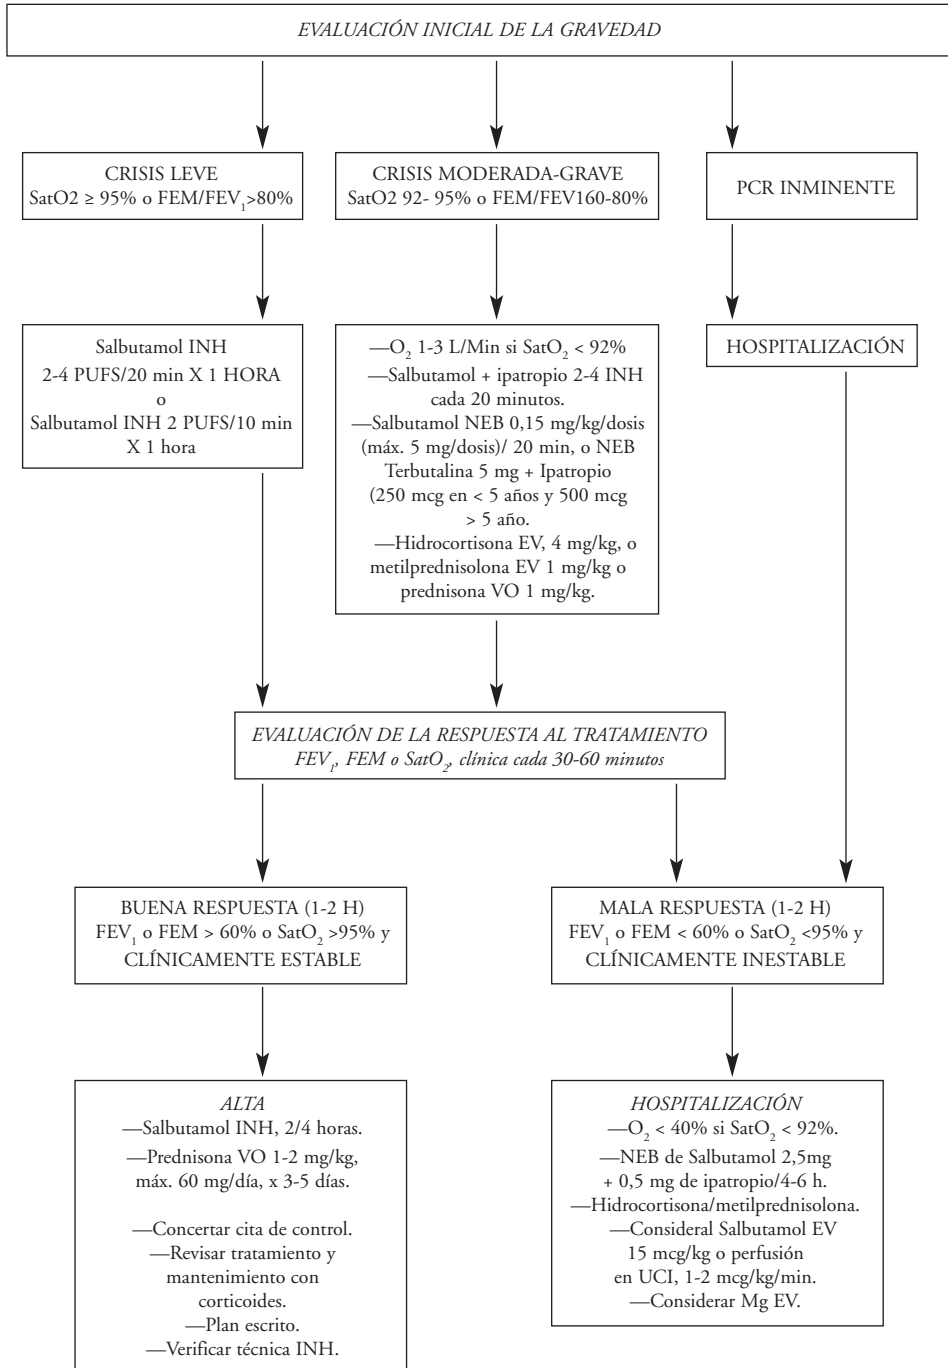 EVALUACIÓN INICIAL DE LA GRAVEDAD
CRISIS LEVE
SatO2 ≥ 95% o FEM/FEV₁>80%
CRISIS MODERADA-GRAVE
SatO2 92- 95% o FEM/FEV160-80%
PCR INMINENTE
Salbutamol INH
2-4 PUFS/20 min X 1 HORA
o
Salbutamol INH 2 PUFS/10 min
X 1 hora
—O₂ 1-3 L/Min si SatO₂ < 92%
—Salbutamol + ipatropio 2-4 INH
cada 20 minutos.
—Salbutamol NEB 0,15 mg/kg/dosis
(máx. 5 mg/dosis)/ 20 min, o NEB
Terbutalina 5 mg + Ipatropio
(250 mcg en < 5 años y 500 mcg
> 5 año.
—Hidrocortisona EV, 4 mg/kg, o
metilprednisolona EV 1 mg/kg o
prednisona VO 1 mg/kg.
HOSPITALIZACIÓN
EVALUACIÓN DE LA RESPUESTA AL TRATAMIENTO
FEV₁, FEM o SatO₂, clínica cada 30-60 minutos
BUENA RESPUESTA (1-2 H)
FEV₁ o FEM > 60% o SatO₂ >95% y
CLÍNICAMENTE ESTABLE
MALA RESPUESTA (1-2 H)
FEV₁ o FEM < 60% o SatO₂ <95% y
CLÍNICAMENTE INESTABLE
ALTA
—Salbutamol INH, 2/4 horas.
—Prednisona VO 1-2 mg/kg,
máx. 60 mg/día, x 3-5 días.
—Concertar cita de control.
—Revisar tratamiento y
mantenimiento con
corticoides.
—Plan escrito.
—Verificar técnica INH.
HOSPITALIZACIÓN
—O₂ < 40% si SatO₂ < 92%.
—NEB de Salbutamol 2,5mg
+ 0,5 mg de ipatropio/4-6 h.
—Hidrocortisona/metilprednisolona.
—Consideral Salbutamol EV
15 mcg/kg o perfusión
en UCI, 1-2 mcg/kg/min.
—Considerar Mg EV.